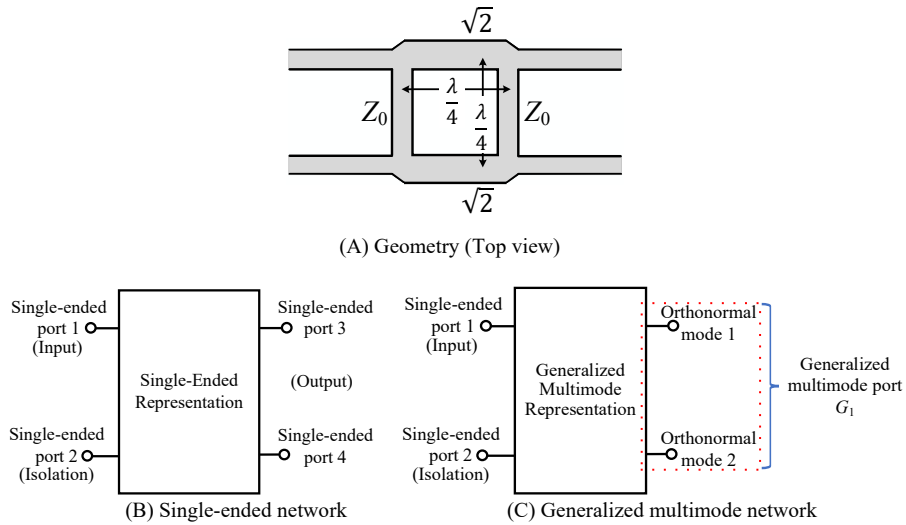 √2
Z₀
λ/4
λ/4
Z₀
√2
(A) Geometry (Top view)
Single-ended
port 1
(Input)
Single-Ended
Representation
Single-ended
port 3
(Output)
Single-ended
port 2
(Isolation)
Single-ended
port 4
(B) Single-ended network
Single-ended
port 1
(Input)
Generalized
Multimode
Representation
Orthonormal
mode 1
Generalized
multimode port
G₁
Single-ended
port 2
(Isolation)
Orthonormal
mode 2
(C) Generalized multimode network